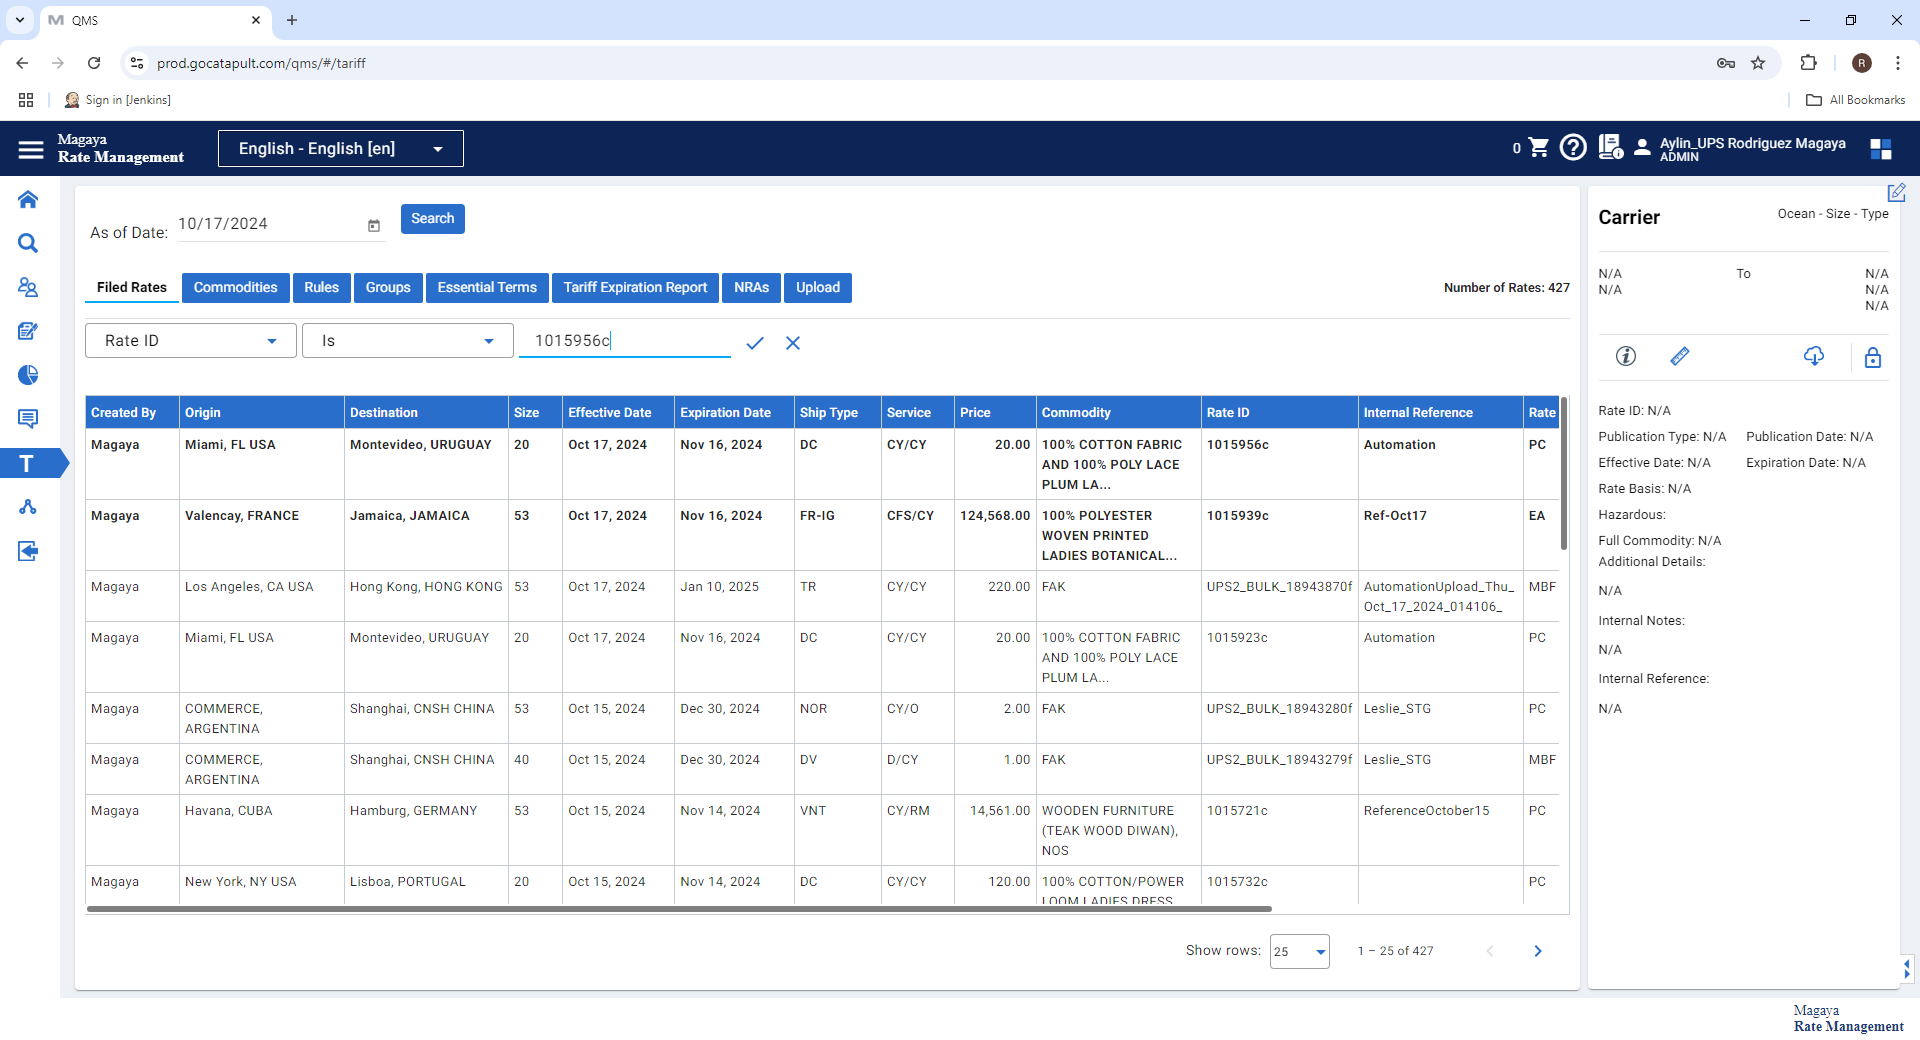 QMS
prod.gocatapult.com/qms/#/tariff
R
Sign in [Jenkins]
All Bookmarks
Magaya
Rate Management
English - English [en]
0
Aylin_UPS Rodriguez Magaya
ADMIN
As of Date:
10/17/2024
Search
Filed Rates
Commodities
Rules
Groups
Essential Terms
Tariff Expiration Report
NRAs
Upload
Number of Rates: 427
Rate ID
Is
1015956c
Created By Origin Destination Size Effective Date Expiration Date Ship Type Service Price Commodity Rate ID Internal Reference Rate
Magaya Miami, FL USA Montevideo, URUGUAY 20 Oct 17, 2024 Nov 16, 2024 DC CY/CY 20.00 100% COTTON FABRIC 1015956c Automation PC
AND 100% POLY LACE
PLUM LA...
Magaya Valencay, FRANCE Jamaica, JAMAICA 53 Oct 17, 2024 Nov 16, 2024 FR-IG CFS/CY 124,568.00 100% POLYESTER 1015939c Ref-Oct17 EA
WOVEN PRINTED
LADIES BOTANICAL...
Magaya Los Angeles, CA USA Hong Kong, HONG KONG 53 Oct 17, 2024 Jan 10, 2025 TR CY/CY 220.00 FAK UPS2_BULK_18943870f AutomationUpload_Thu_ MBF
Oct_17_2024_014106_
Magaya Miami, FL USA Montevideo, URUGUAY 20 Oct 17, 2024 Nov 16, 2024 DC CY/CY 20.00 100% COTTON FABRIC 1015923c Automation PC
AND 100% POLY LACE
PLUM LA...
Magaya COMMERCE, Shanghai, CNSH CHINA 53 Oct 15, 2024 Dec 30, 2024 NOR CY/O 2.00 FAK UPS2_BULK_18943280f Leslie_STG PC
ARGENTINA
Magaya COMMERCE, Shanghai, CNSH CHINA 40 Oct 15, 2024 Dec 30, 2024 DV D/CY 1.00 FAK UPS2_BULK_18943279f Leslie_STG MBF
ARGENTINA
Magaya Havana, CUBA Hamburg, GERMANY 53 Oct 15, 2024 Nov 14, 2024 VNT CY/RM 14,561.00 WOODEN FURNITURE 1015721c ReferenceOctober15 PC
(TEAK WOOD DIWAN),
NOS
Magaya New York, NY USA Lisboa, PORTUGAL 20 Oct 15, 2024 Nov 14, 2024 DC CY/CY 120.00 100% COTTON/POWER 1015732c PC
LOOM LADIES DRESS
Show rows: 25 1 – 25 of 427
Carrier
Ocean - Size - Type
N/A To N/A
N/A N/A
N/A
Rate ID: N/A
Publication Type: N/A Publication Date: N/A
Effective Date: N/A Expiration Date: N/A
Rate Basis: N/A
Hazardous:
Full Commodity: N/A
Additional Details:
N/A
Internal Notes:
N/A
Internal Reference:
N/A
T
Magaya
Rate Management